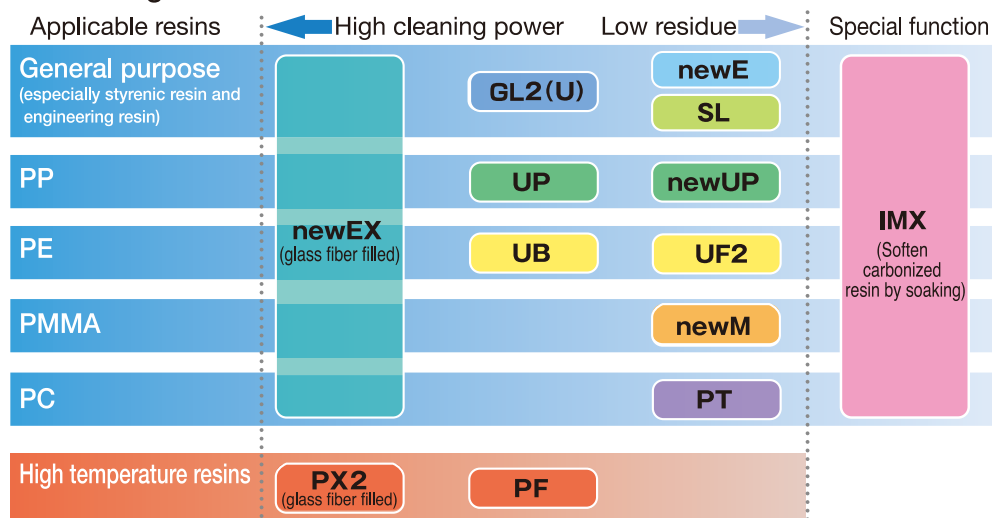 Applicable resins
High cleaning power
Low residue
Special function
General purpose
(especially styrenic resin and
engineering resin)
GL2(U)
newE
SL
PP
UP
newUP
newEX
(glass fiber filled)
IMX
(Soften
carbonized
resin by soaking)
PE
UB
UF2
PMMA
newM
PC
PT
High temperature resins
PX2
(glass fiber filled)
PF